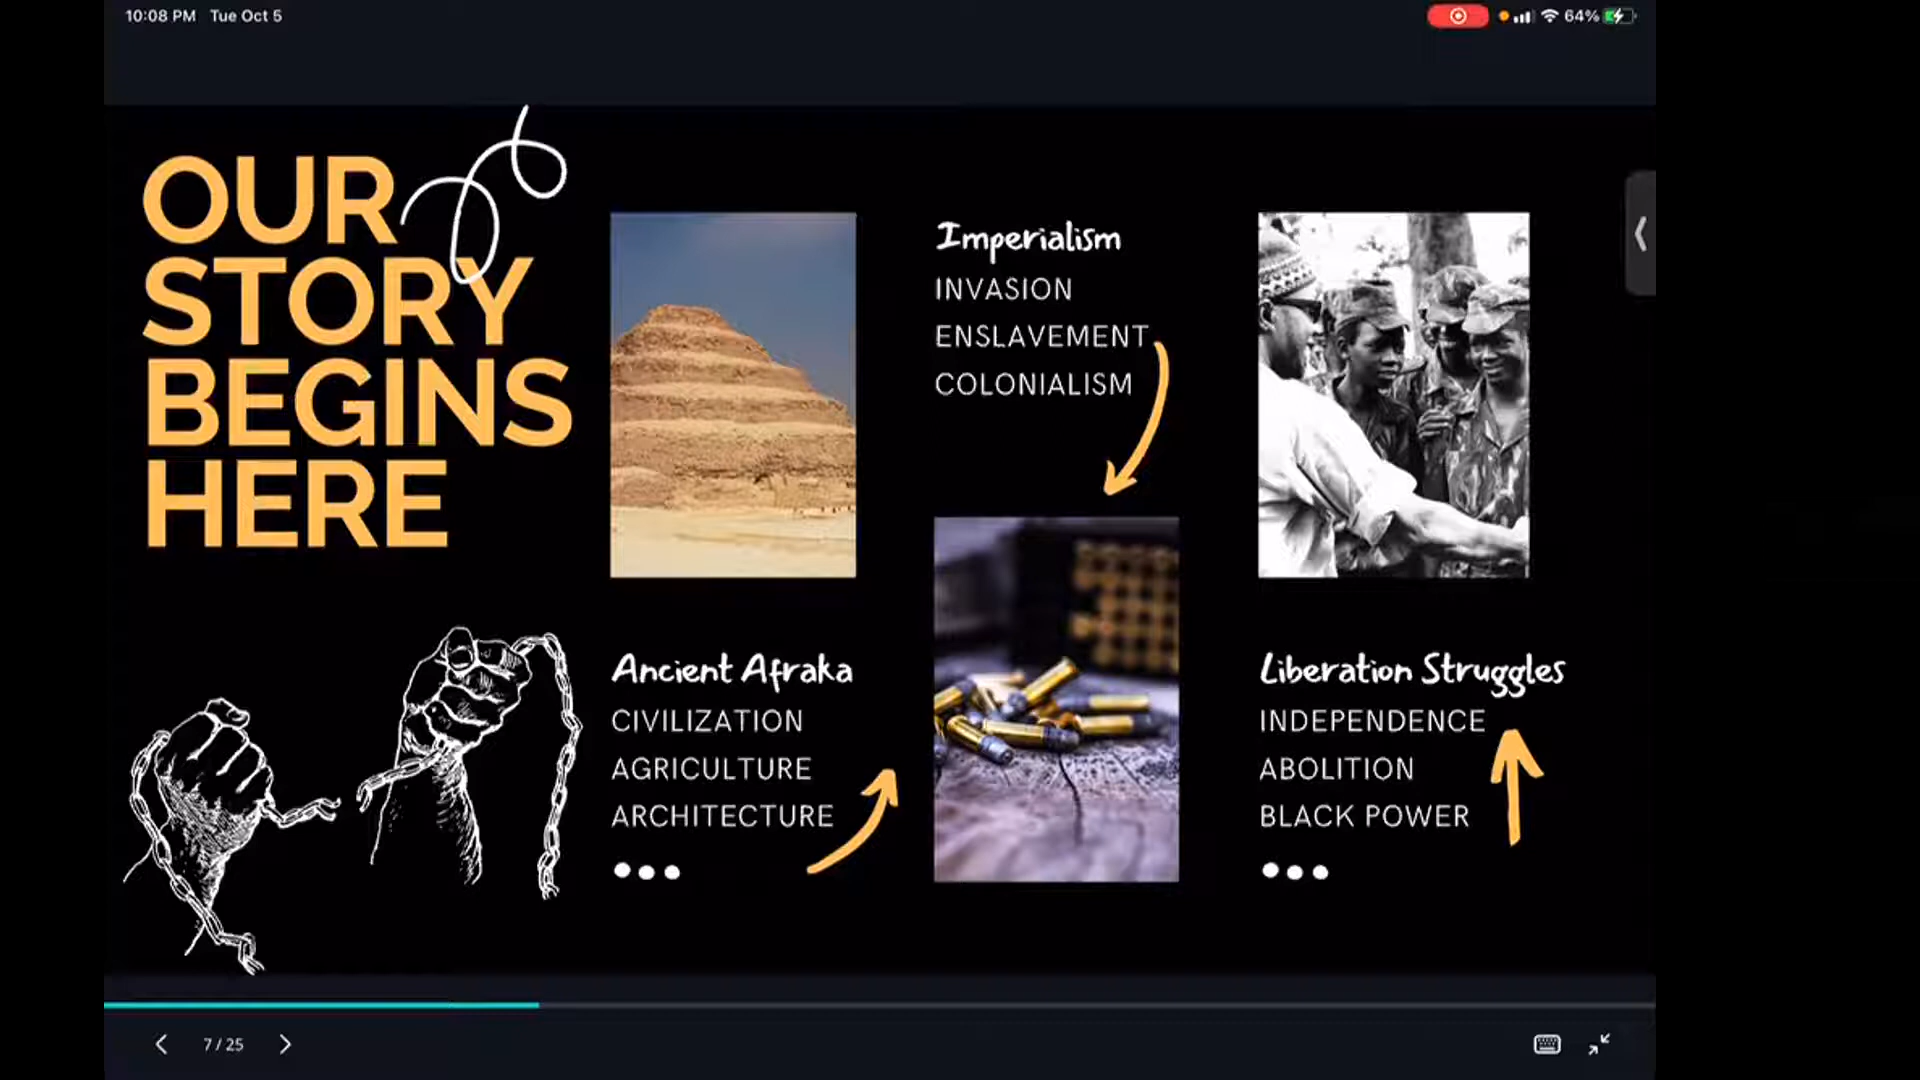 10:08 PM Tue Oct 5
64%
OUR
STORY
BEGINS
HERE
Ancient Afraka
CIVILIZATION
AGRICULTURE
ARCHITECTURE
Imperialism
INVASION
ENSLAVEMENT
COLONIALISM
Liberation Struggles
INDEPENDENCE
ABOLITION
BLACK POWER
7 / 25